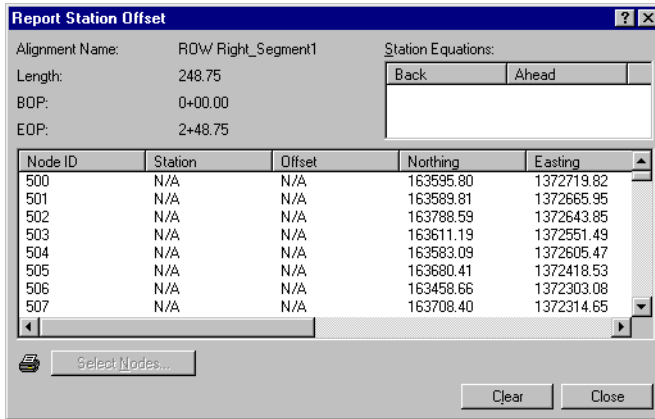 Report Station Offset
Alignment Name: ROW Right_Segment1 Station Equations:
Length: 248.75 Back Ahead
BOP: 0+00.00
EOP: 2+48.75
Node ID Station Offset Northing Easting
500 N/A N/A 163595.80 1372719.82
501 N/A N/A 163589.81 1372665.95
502 N/A N/A 163788.59 1372643.85
503 N/A N/A 163611.19 1372551.49
504 N/A N/A 163583.09 1372605.47
505 N/A N/A 163680.41 1372418.53
506 N/A N/A 163458.66 1372303.08
507 N/A N/A 163708.40 1372314.65
Select Nodes...
Clear Close